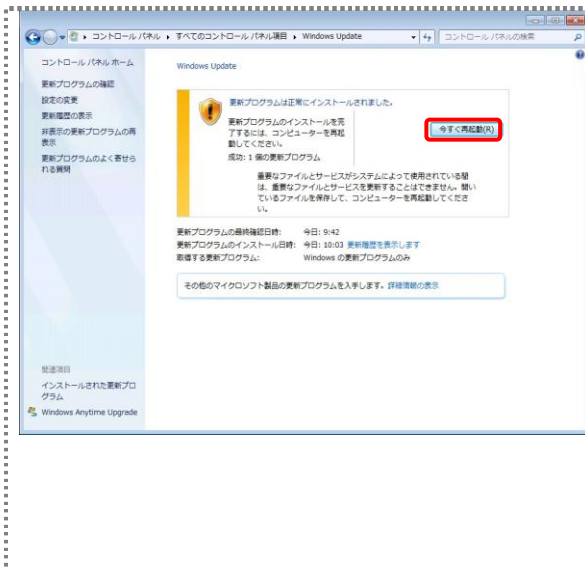 コントロール パネル ▸ すべてのコントロール パネル項目 ▸ Windows Update
コントロール パネルの検索
コントロール パネル ホーム
更新プログラムの確認
設定の変更
更新履歴の表示
非表示の更新プログラムの再
表示
更新プログラムのよく寄せら
れる質問
Windows Update
更新プログラムは正常にインストールされました。
更新プログラムのインストールを完
了するには、コンピューターを再起
動してください。
成功: 1 個の更新プログラム
今すぐ再起動(R)
重要なファイルとサービスがシステムによって使用されている間
は、重要なファイルとサービスを更新することはできません。開い
ているファイルを保存して、コンピューターを再起動してくださ
い。
更新プログラムの最終確認日時: 今日: 9:42
更新プログラムのインストール日時: 今日: 10:03 更新履歴を表示します
取得する更新プログラム: Windows の更新プログラムのみ
その他のマイクロソフト製品の更新プログラムを入手します。詳細情報の表示
関連項目
インストールされた更新プロ
グラム
Windows Anytime Upgrade